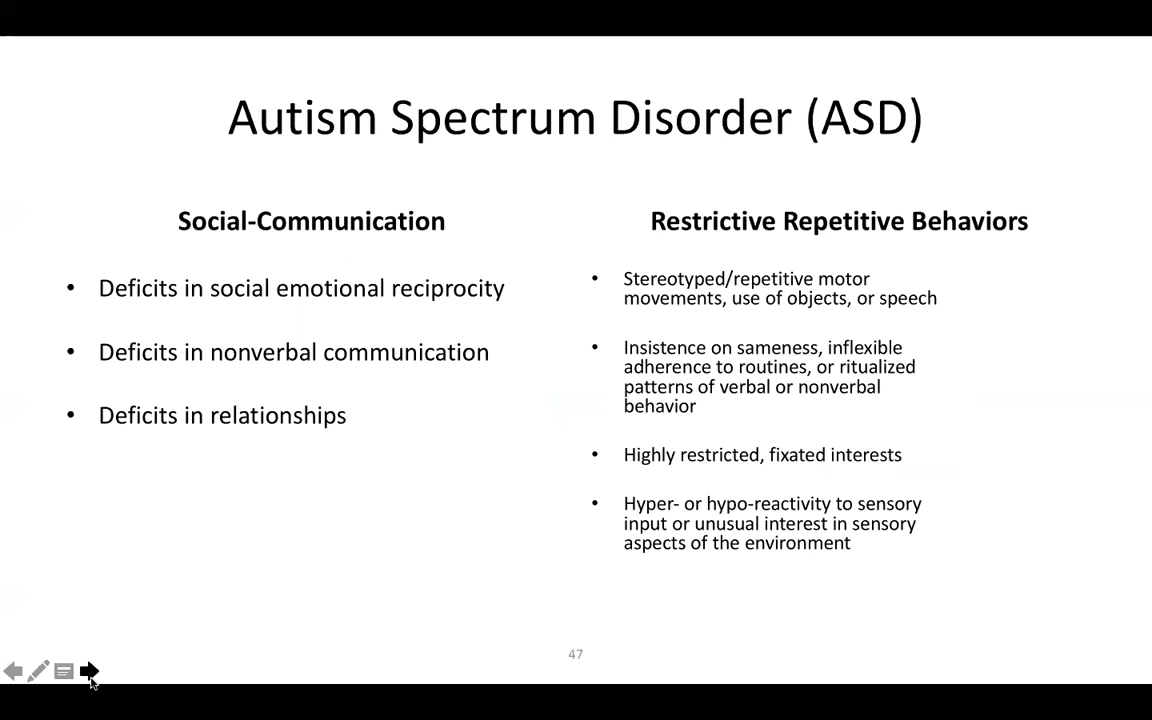 Autism Spectrum Disorder (ASD)
Social-Communication
• Deficits in social emotional reciprocity
• Deficits in nonverbal communication
• Deficits in relationships
Restrictive Repetitive Behaviors
• Stereotyped/repetitive motor
movements, use of objects, or speech
• Insistence on sameness, inflexible
adherence to routines, or ritualized
patterns of verbal or nonverbal
behavior
• Highly restricted, fixated interests
• Hyper- or hypo-reactivity to sensory
input or unusual interest in sensory
aspects of the environment
47